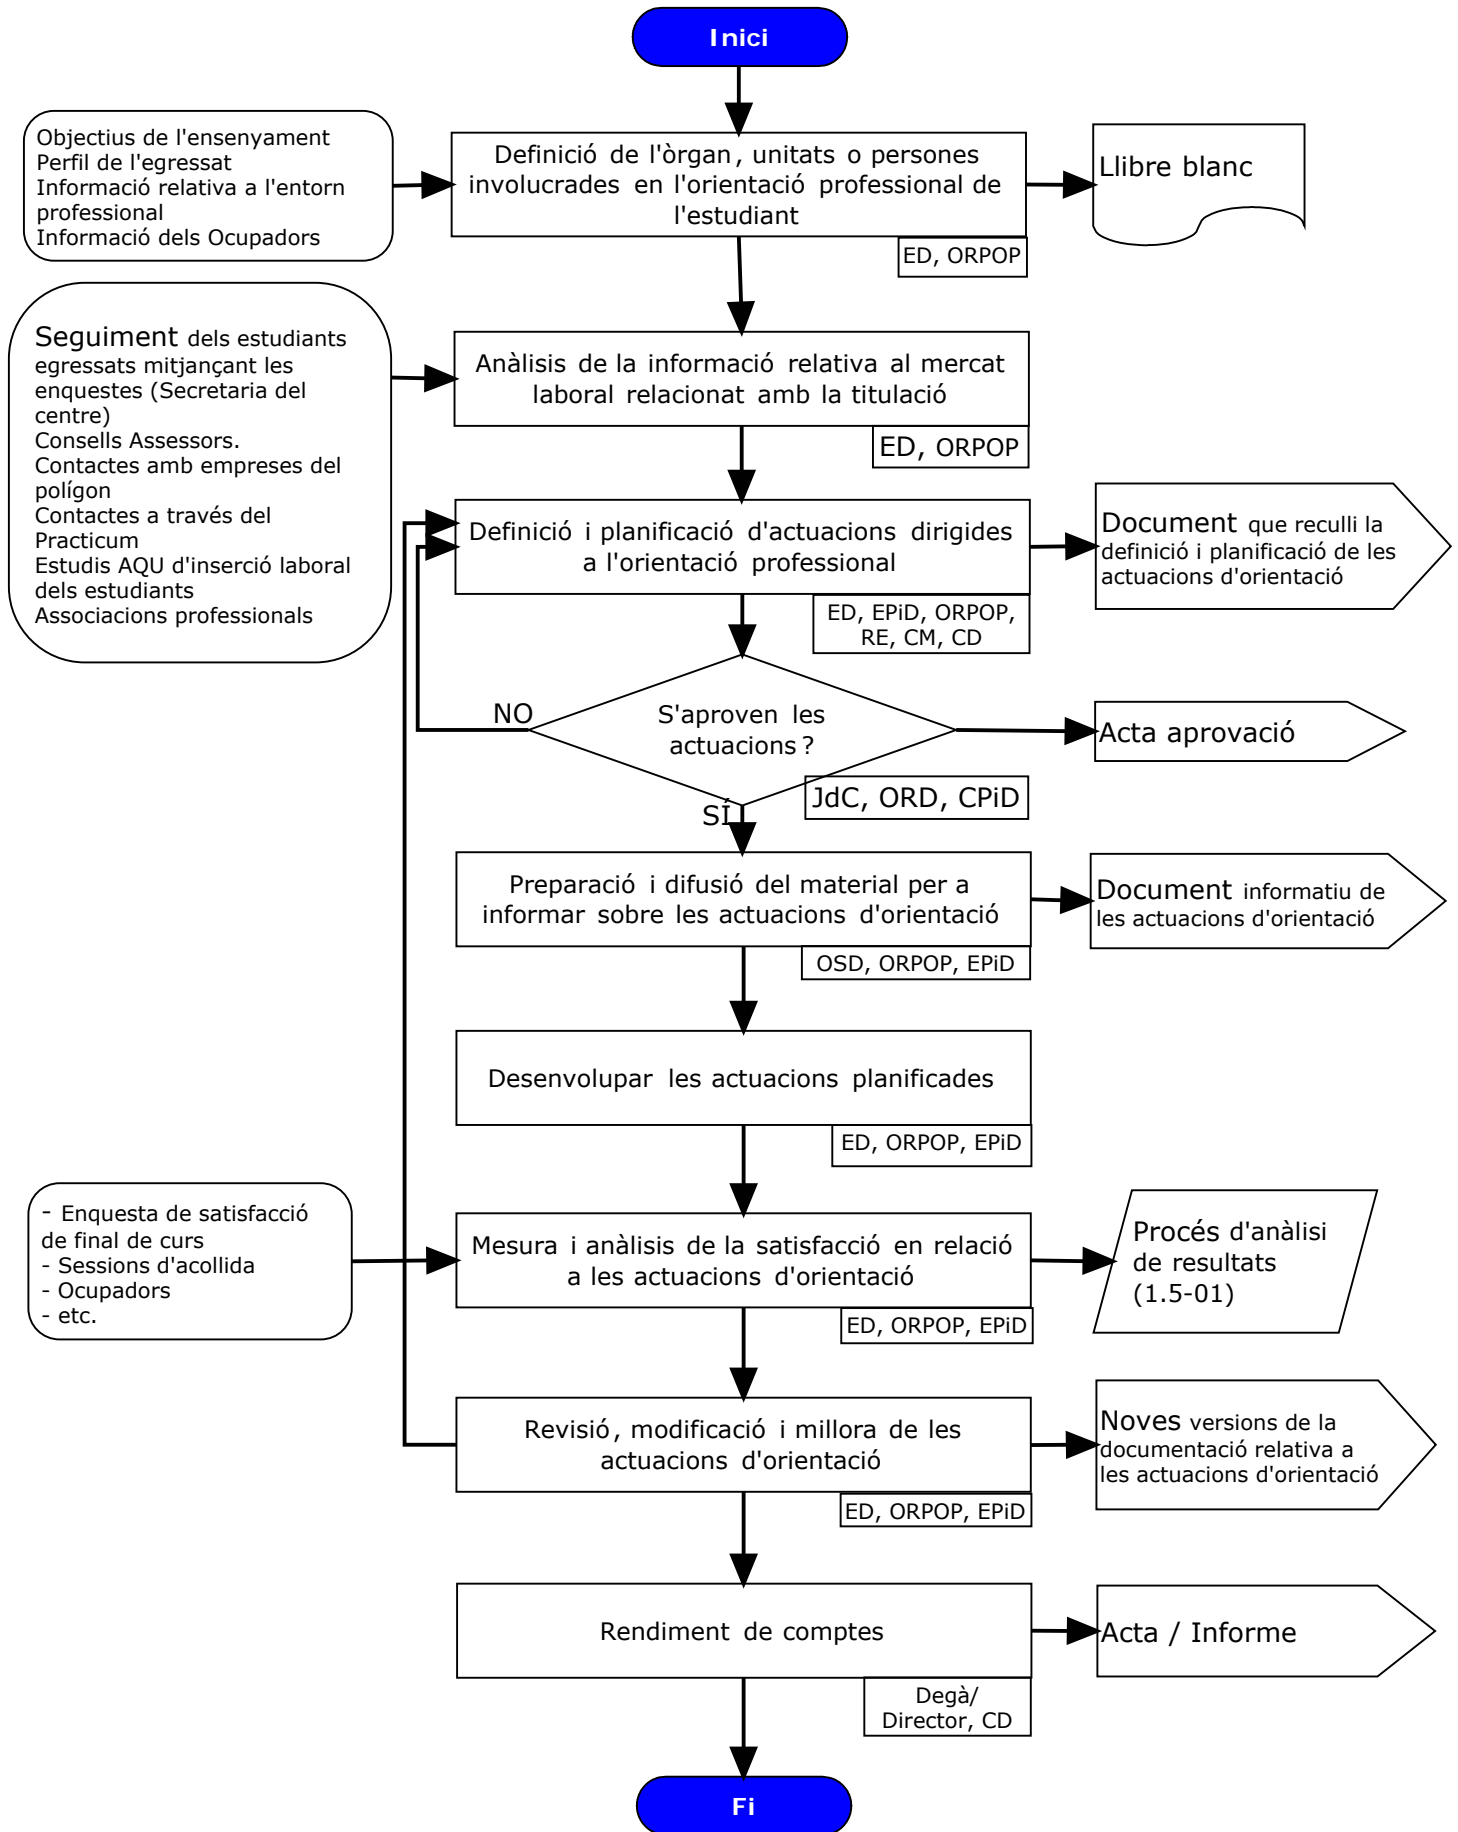 Inici
Objectius de l'ensenyament
Perfil de l'egressat
Informació relativa a l'entorn
professional
Informació dels Ocupadors
Definició de l'òrgan, unitats o persones
involucrades en l'orientació professional de
l'estudiant
Llibre blanc
ED, ORPOP
Seguiment dels estudiants
egressats mitjançant les
enquestes (Secretaria del
centre)
Consells Assessors.
Contactes amb empreses del
polígon
Contactes a través del
Practicum
Estudis AQU d'inserció laboral
dels estudiants
Associacions professionals
Anàlisis de la informació relativa al mercat
laboral relacionat amb la titulació
ED, ORPOP
Definició i planificació d'actuacions dirigides
a l'orientació professional
Document que reculli la
definició i planificació de les
actuacions d'orientació
ED, EPiD, ORPOP,
RE, CM, CD
NO
S'aproven les
actuacions?
Acta aprovació
JdC, ORD, CPiD
SÍ
Preparació i difusió del material per a
informar sobre les actuacions d'orientació
Document informatiu de
les actuacions d'orientació
OSD, ORPOP, EPiD
Desenvolupar les actuacions planificades
ED, ORPOP, EPiD
- Enquesta de satisfacció
de final de curs
- Sessions d'acollida
- Ocupadors
- etc.
Mesura i anàlisis de la satisfacció en relació
a les actuacions d'orientació
Procés d'anàlisi
de resultats
(1.5-01)
ED, ORPOP, EPiD
Revisió, modificació i millora de les
actuacions d'orientació
Noves versions de la
documentació relativa a
les actuacions d'orientació
ED, ORPOP, EPiD
Rendiment de comptes
Acta / Informe
Degà/
Director, CD
Fi